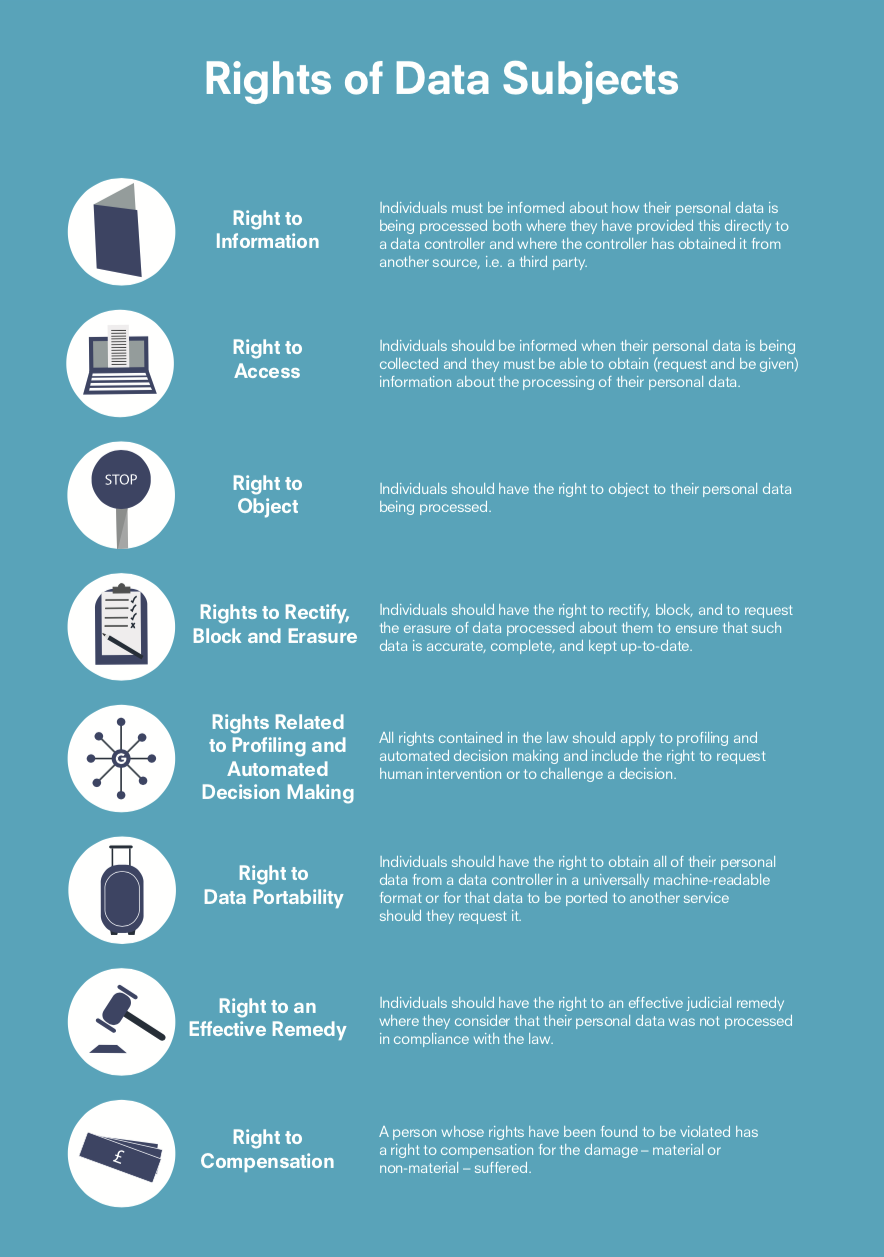 Rights of Data Subjects
Right to
Information
Individuals must be informed about how their personal data is
being processed both where they have provided this directly to
a data controller and where the controller has obtained it from
another source, i.e. a third party.
Right to
Access
Individuals should be informed when their personal data is being
collected and they must be able to obtain (request and be given)
information about the processing of their personal data.
STOP
Right to
Object
Individuals should have the right to object to their personal data
being processed.
Rights to Rectify,
Block and Erasure
Individuals should have the right to rectify, block, and to request
the erasure of data processed about them to ensure that such
data is accurate, complete, and kept up-to-date.
G
Rights Related
to Profiling and
Automated
Decision Making
All rights contained in the law should apply to profiling and
automated decision making and include the right to request
human intervention or to challenge a decision.
Right to
Data Portability
Individuals should have the right to obtain all of their personal
data from a data controller in a universally machine-readable
format or for that data to be ported to another service
should they request it.
Right to an
Effective Remedy
Individuals should have the right to an effective judicial remedy
where they consider that their personal data was not processed
in compliance with the law.
£
Right to
Compensation
A person whose rights have been found to be violated has
a right to compensation for the damage – material or
non-material – suffered.